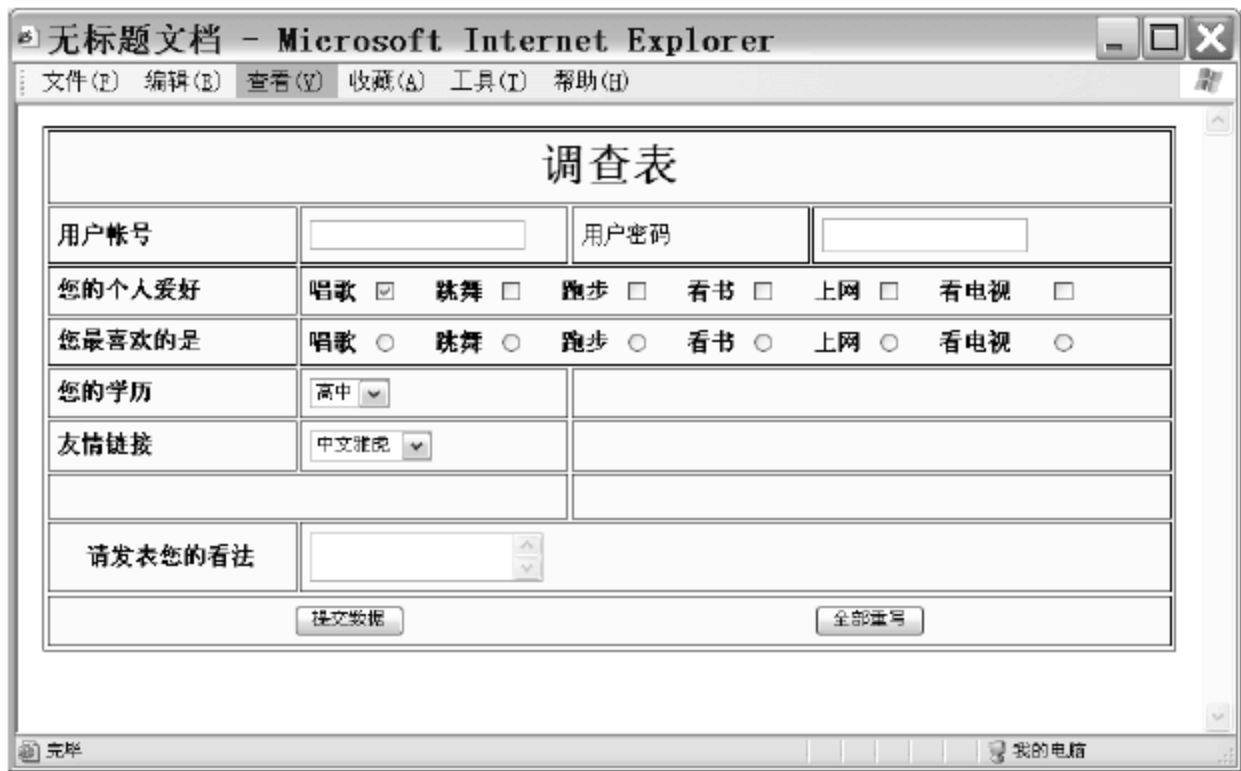 无标题文档 - Microsoft Internet Explorer
文件(F) 编辑(E) 查看(V) 收藏(A) 工具(T) 帮助(H)
调查表
用户帐号 用户密码
您的个人爱好 唱歌 跳舞 跑步 看书 上网 看电视
您最喜欢的是 唱歌 跳舞 跑步 看书 上网 看电视
您的学历 高中
友情链接 中文雅虎
请发表您的看法
提交数据 全部重写
完毕 我的电脑